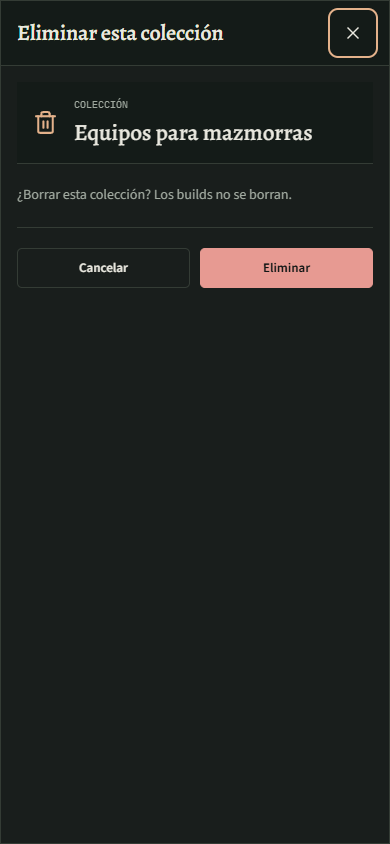 Eliminar esta colección
COLECCIÓN
Equipos para mazmorras
¿Borrar esta colección? Los builds no se borran.
Cancelar
Eliminar